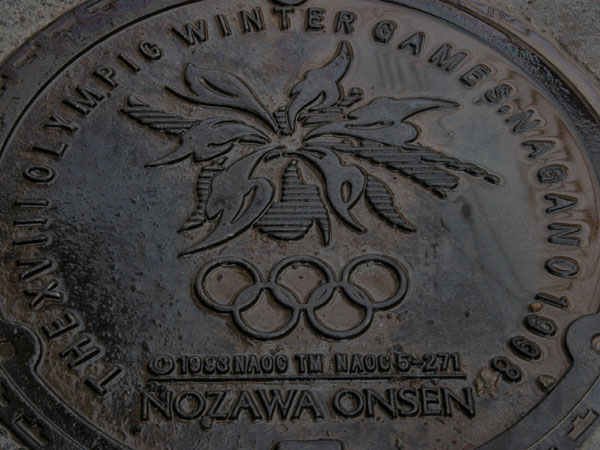 THE XVIII OLYMPIC WINTER GAMES, NAGANO 1998
© 1993 NAOC TM NAOC 5-271
NOZAWA ONSEN